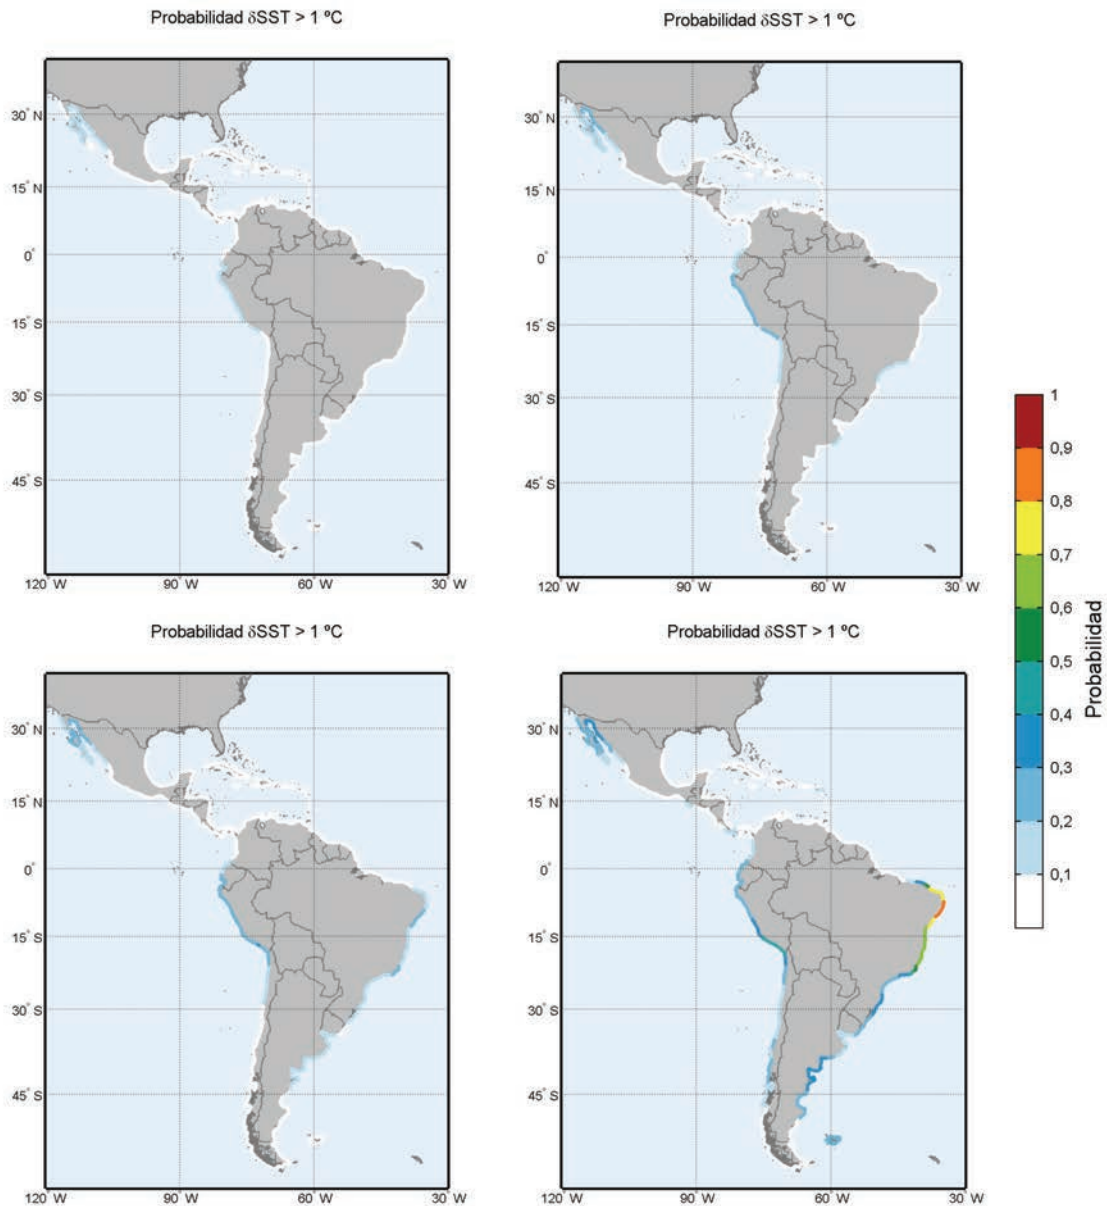 Probabilidad δSST > 1 ºC
Probabilidad δSST > 1 ºC
30° N
15° N
0°
15° S
30° S
45° S
120 W
90 W
60 W
30 W
30° N
15° N
0°
15° S
30° S
45° S
90 W
60 W
30 W
Probabilidad δSST > 1 ºC
Probabilidad δSST > 1 ºC
30° N
15° N
0°
15° S
30° S
45° S
120 W
90 W
60 W
30 W
30° N
15° N
0°
15° S
30° S
45° S
120 W
90 W
60 W
30 W
1
0,9
0,8
0,7
0,6
0,5
0,4
0,3
0,2
0,1
Probabilidad